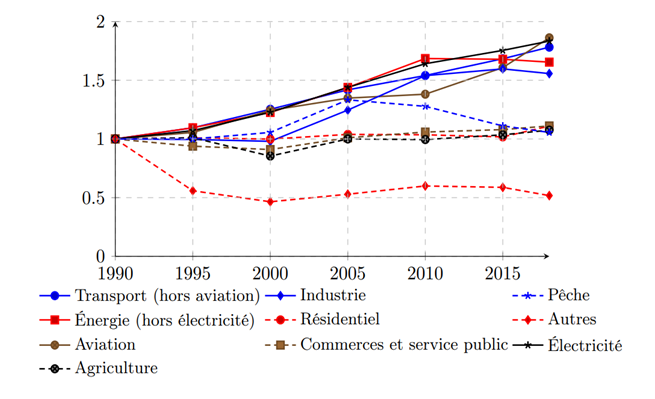 2
1.5
1
0.5
0
1990 1995 2000 2005 2010 2015
Transport (hors aviation) Industrie Pêche
Énergie (hors électricité) Résidentiel Autres
Aviation Commerces et service public Électricité
Agriculture